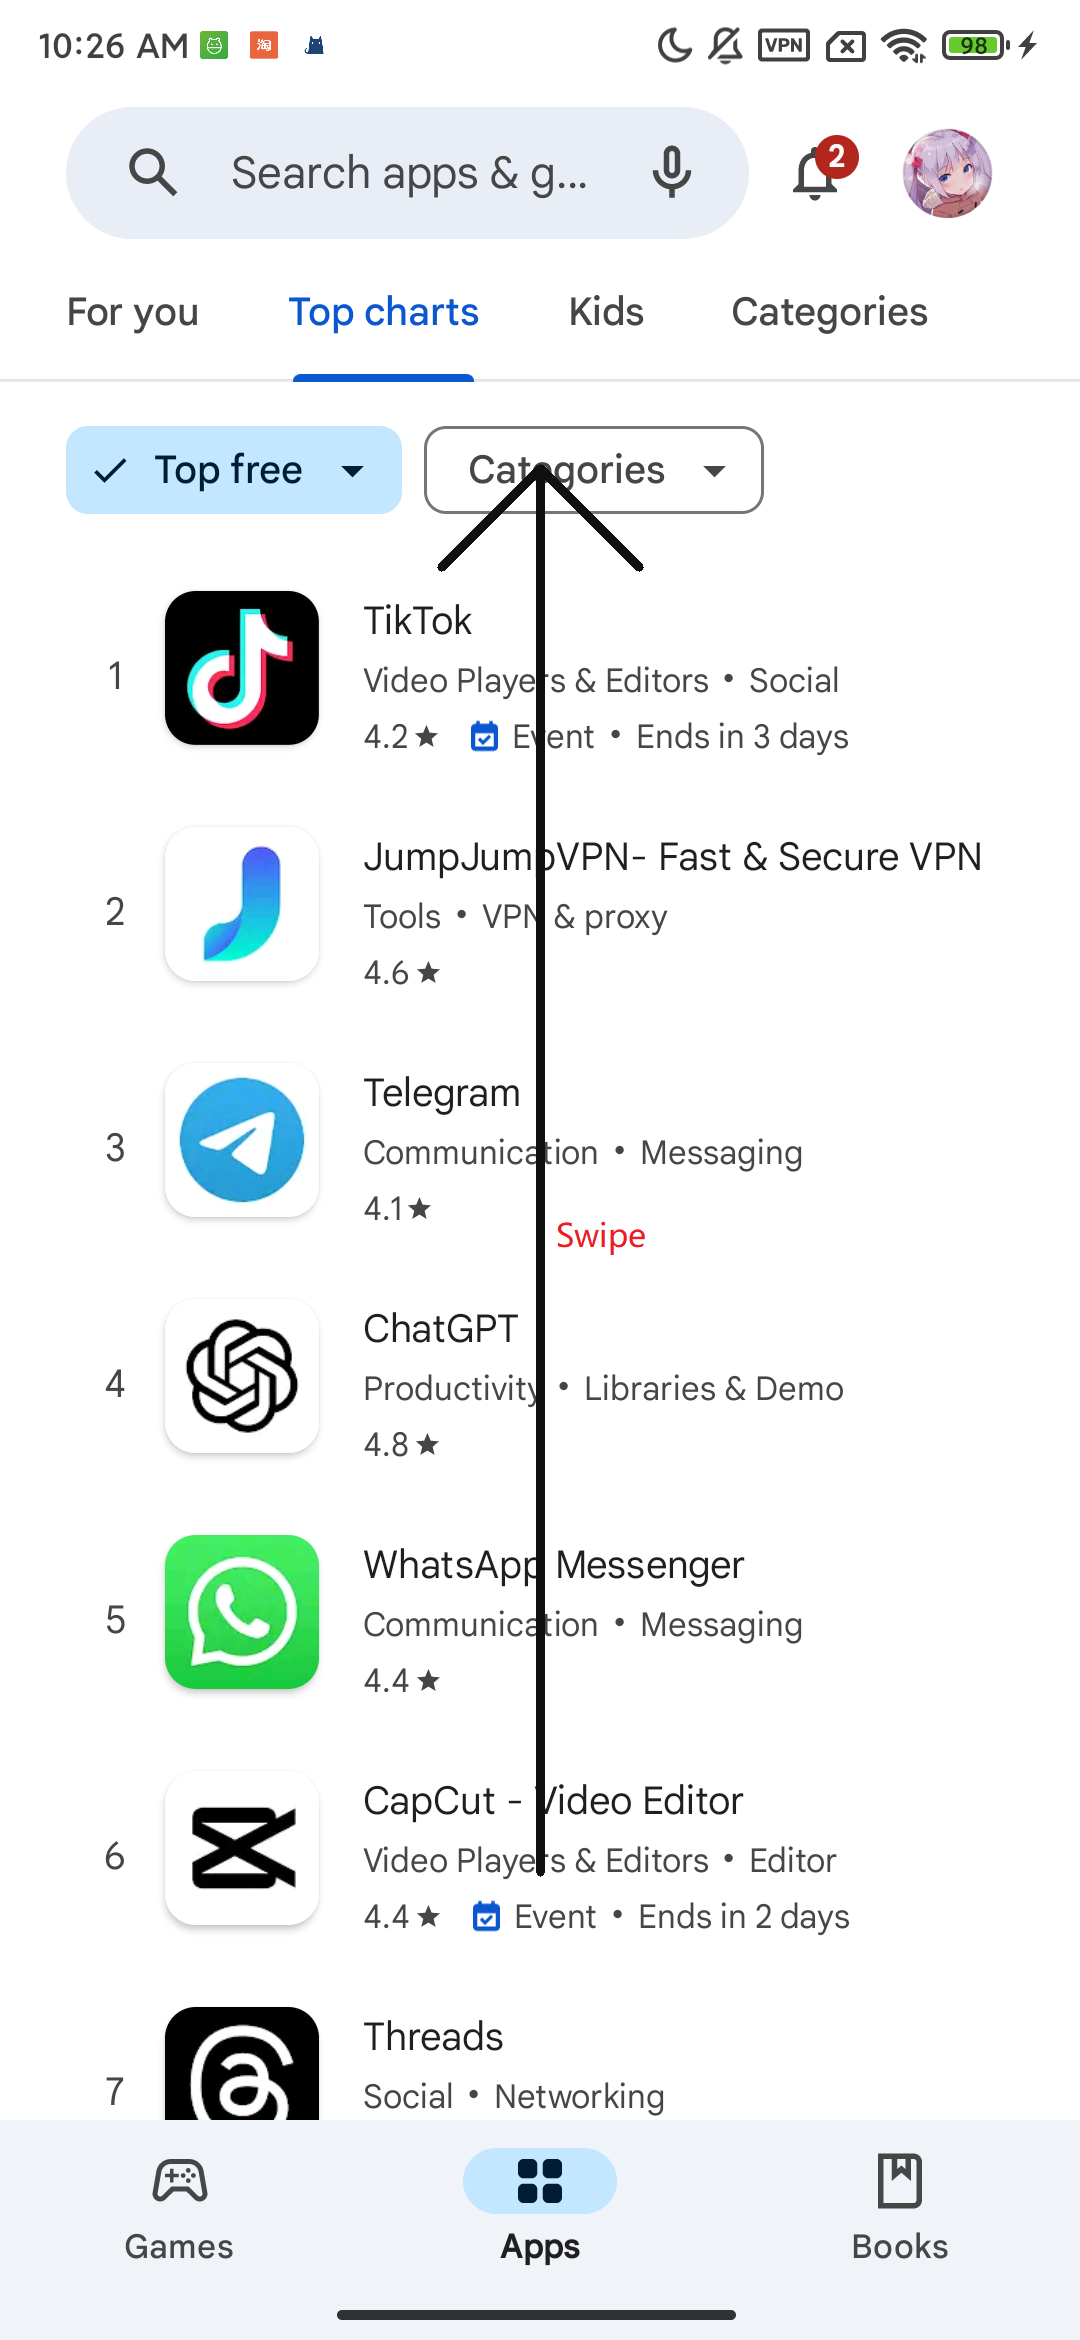 10:26 AM
VPN
98
Search apps & g...
2
For you
Top charts
Kids
Categories
Top free
Categories
1
TikTok
Video Players & Editors • Social
4.2★ Event • Ends in 3 days
2
JumpJumpVPN- Fast & Secure VPN
Tools • VPN & proxy
4.6 ★
3
Telegram
Communication • Messaging
4.1★
Swipe
4
ChatGPT
Productivity • Libraries & Demo
4.8 ★
5
WhatsApp Messenger
Communication • Messaging
4.4 ★
6
CapCut - Video Editor
Video Players & Editors • Editor
4.4 ★ Event • Ends in 2 days
7
Threads
Social • Networking
Games
Apps
Books